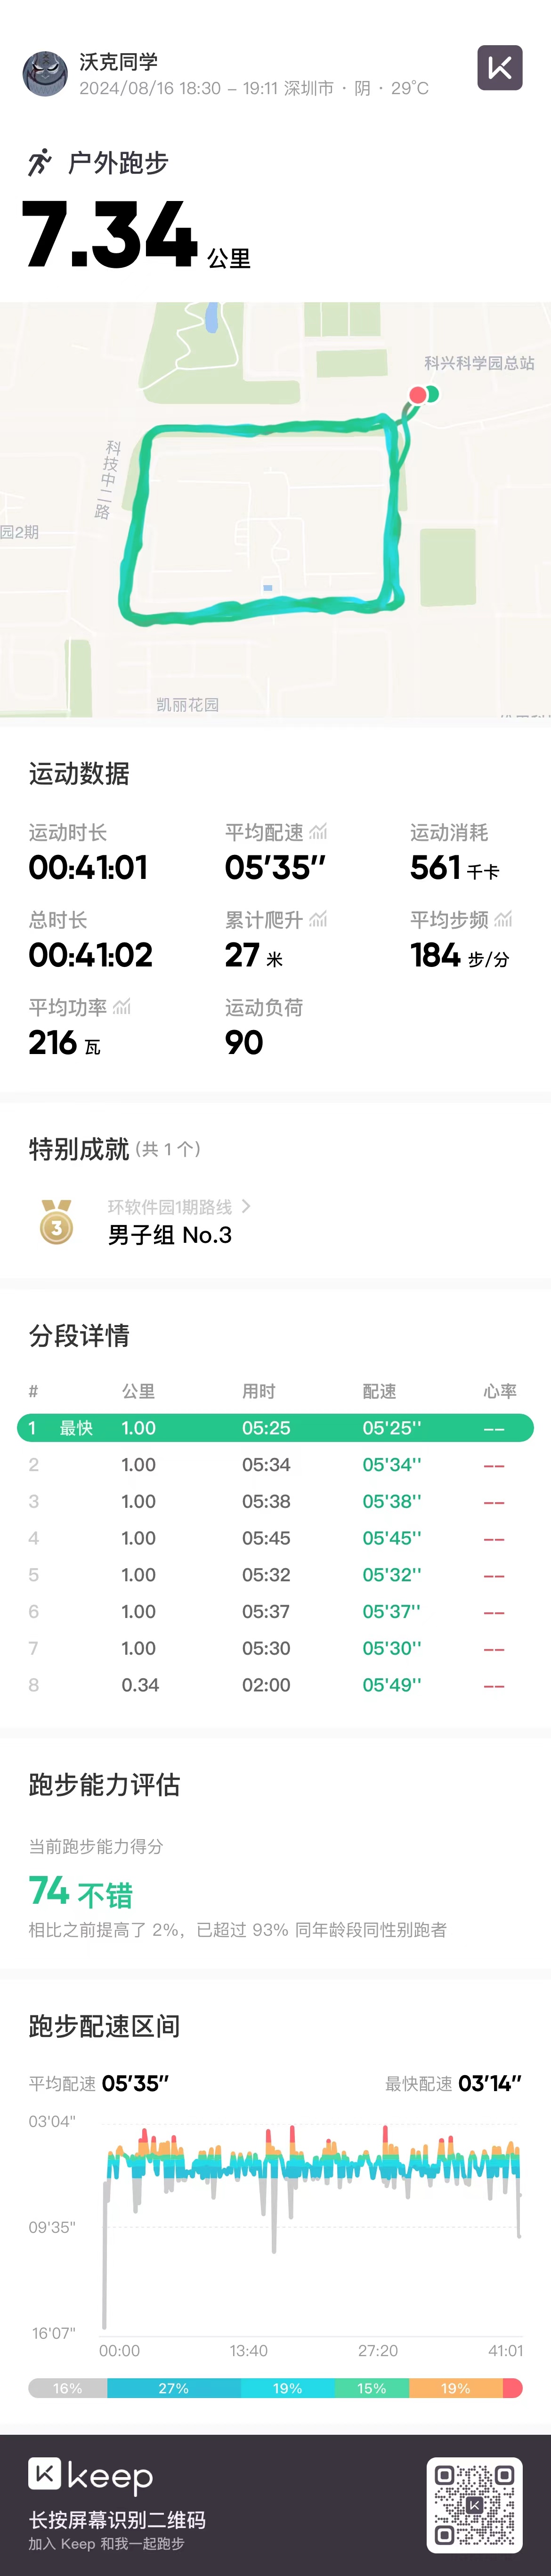 沃克同学
2024/08/16 18:30 - 19:11 深圳市 · 阴 · 29°C
户外跑步
7.34 公里
科兴科学园总站
科技中二路
园2期
凯丽花园
运动数据
运动时长 平均配速 运动消耗
00:41:01 05'35" 561 千卡
总时长 累计爬升 平均步频
00:41:02 27 米 184 步/分
平均功率 运动负荷
216 瓦 90
特别成就 (共 1 个)
3
环软件园1期路线 >
男子组 No.3
分段详情
# 公里 用时 配速 心率
1 最快 1.00 05:25 05'25'' --
2 1.00 05:34 05'34'' --
3 1.00 05:38 05'38'' --
4 1.00 05:45 05'45'' --
5 1.00 05:32 05'32'' --
6 1.00 05:37 05'37'' --
7 1.00 05:30 05'30'' --
8 0.34 02:00 05'49'' --
跑步能力评估
当前跑步能力得分
74 不错
相比之前提高了 2%，已超过 93% 同年龄段同性别跑者
跑步配速区间
平均配速 05'35" 最快配速 03'14"
03'04"
09'35"
16'07"
00:00 13:40 27:20 41:01
16% 27% 19% 15% 19%
keep
长按屏幕识别二维码
加入 Keep 和我一起跑步